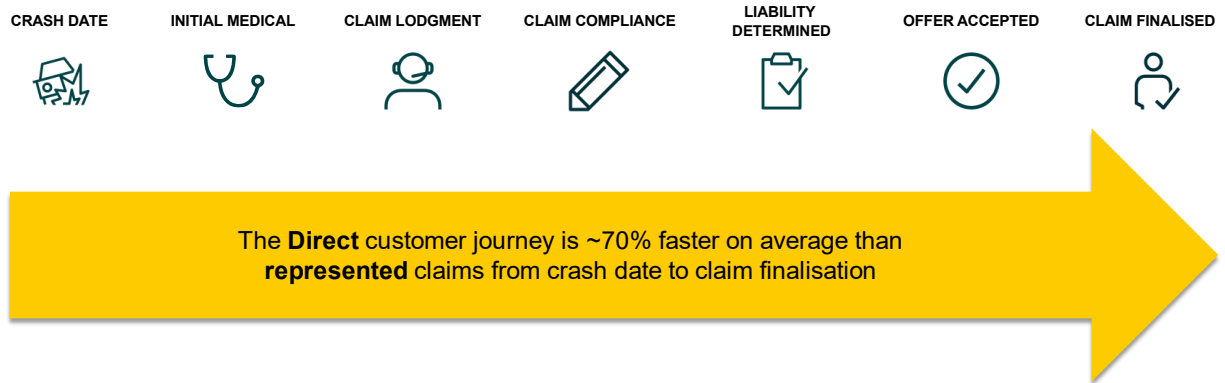 CRASH DATE
INITIAL MEDICAL
CLAIM LODGMENT
CLAIM COMPLIANCE
LIABILITY
DETERMINED
OFFER ACCEPTED
CLAIM FINALISED
The Direct customer journey is ~70% faster on average than
represented claims from crash date to claim finalisation